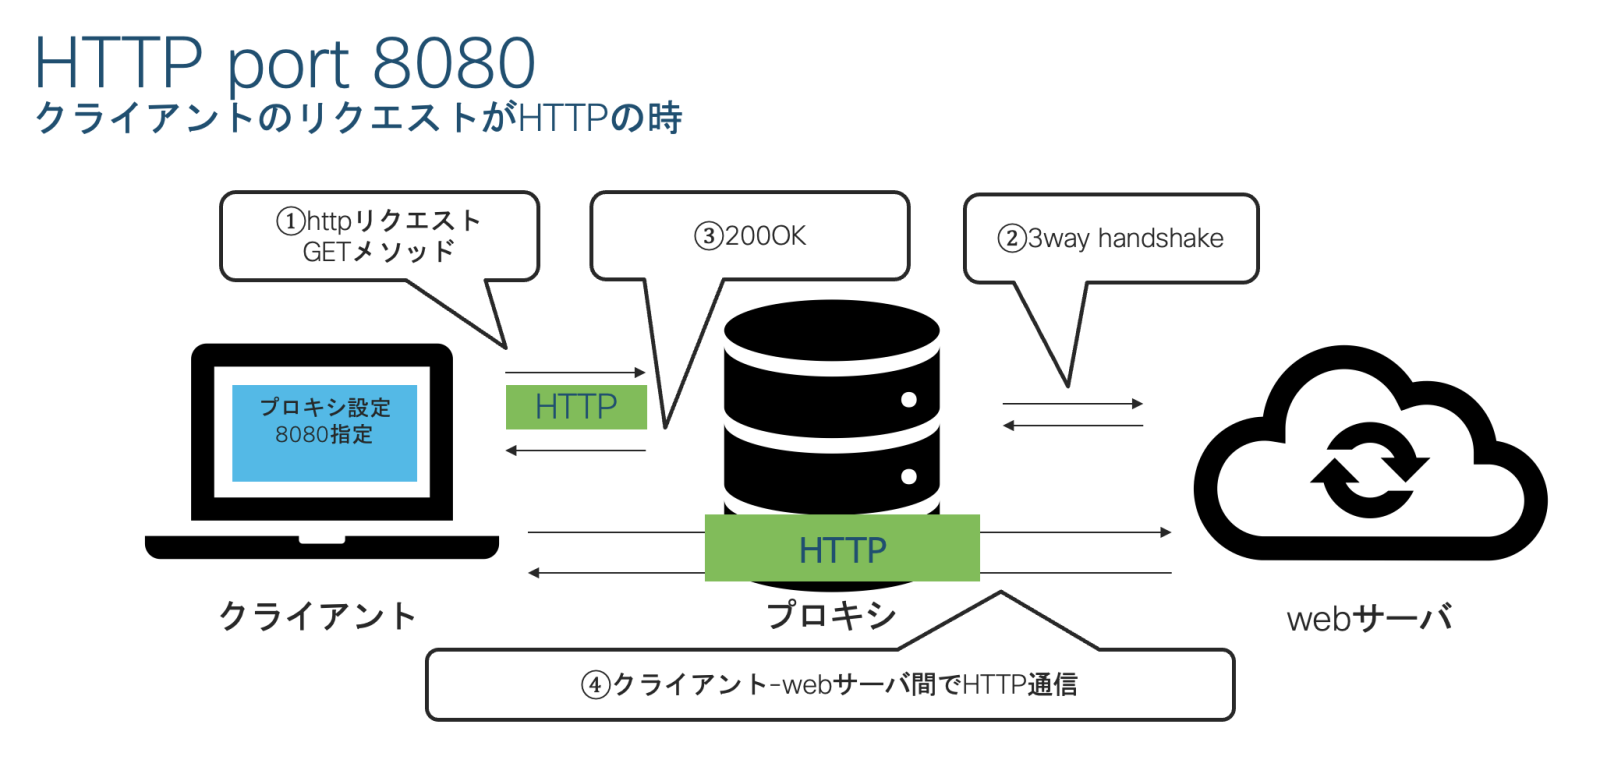 HTTP port 8080
クライアントのリクエストがHTTPの時
①httpリクエスト
GETメソッド
③200OK
②3way handshake
プロキシ設定
8080指定
HTTP
HTTP
クライアント
プロキシ
webサーバ
④クライアント-webサーバ間でHTTP通信